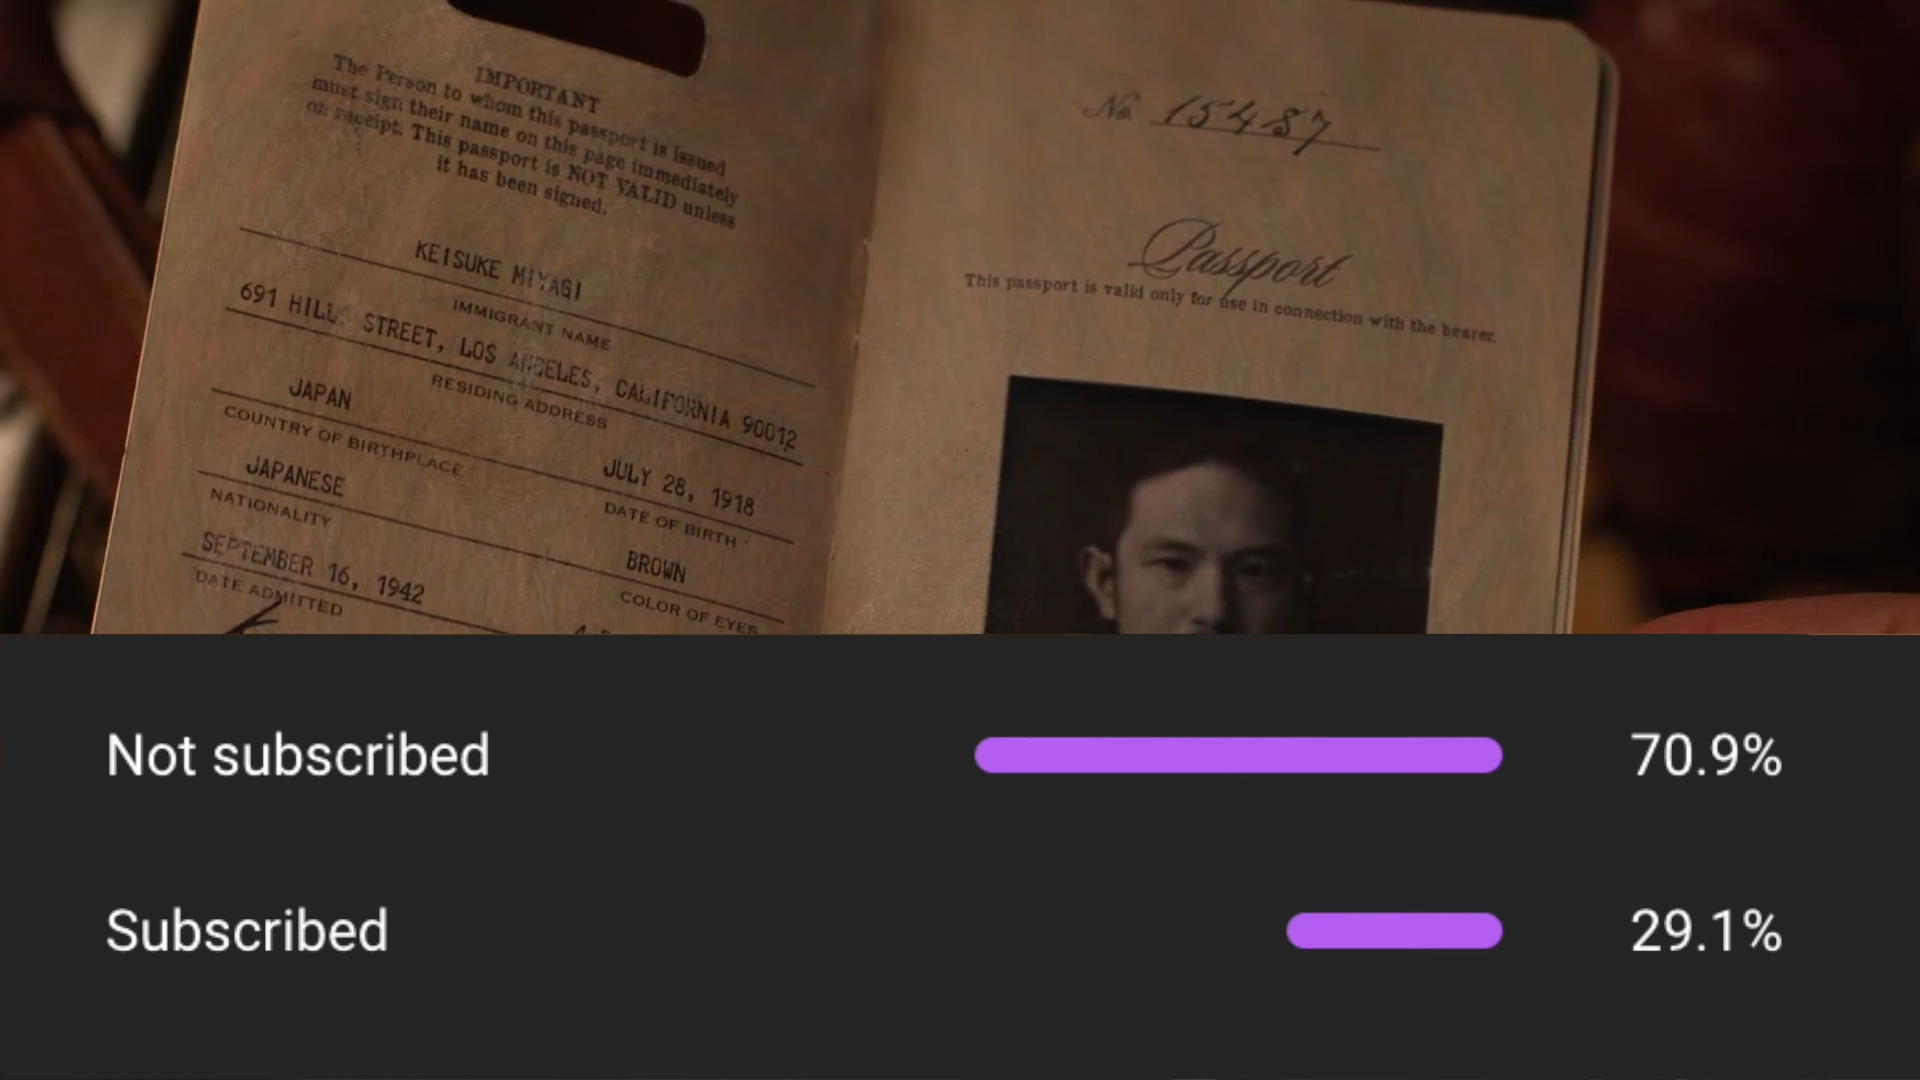 IMPORTANT
The Person to whom this passport is issued
must sign their name on this page immediately
on receipt. This passport is NOT VALID unless
it has been signed.
KEISUKE MIYAGI
IMMIGRANT NAME
691 HILL STREET, LOS ANGELES, CALIFORNIA 90012
RESIDING ADDRESS
JAPAN
COUNTRY OF BIRTHPLACE
JULY 28, 1918
DATE OF BIRTH
JAPANESE
NATIONALITY
BROWN
COLOR OF EYES
SEPTEMBER 16, 1942
DATE ADMITTED
No. 15487
Passport
This passport is valid only for use in connection with the bearer.
Not subscribed 70.9%
Subscribed 29.1%